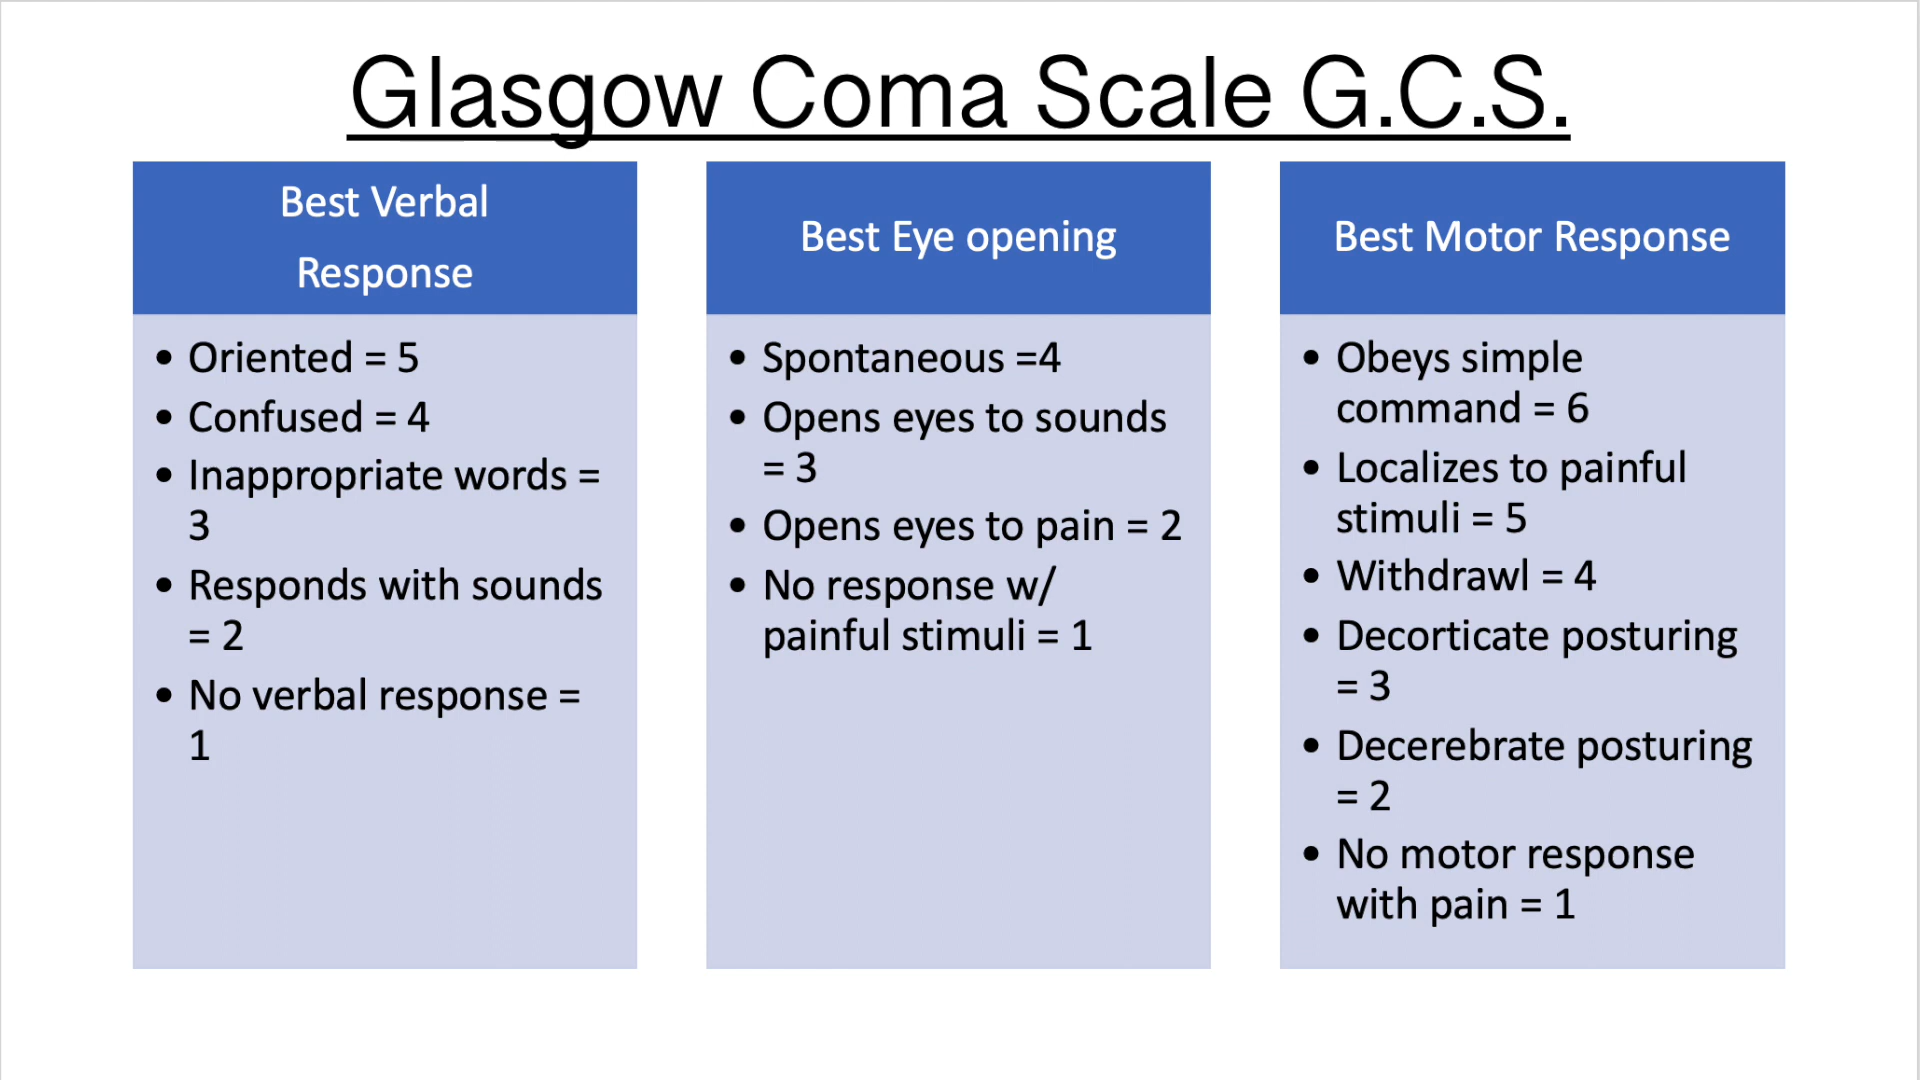 Glasgow Coma Scale G.C.S.
Best Verbal
Response
• Oriented = 5
• Confused = 4
• Inappropriate words =
3
• Responds with sounds
= 2
• No verbal response =
1
Best Eye opening
• Spontaneous =4
• Opens eyes to sounds
= 3
• Opens eyes to pain = 2
• No response w/
painful stimuli = 1
Best Motor Response
• Obeys simple
command = 6
• Localizes to painful
stimuli = 5
• Withdrawl = 4
• Decorticate posturing
= 3
• Decerebrate posturing
= 2
• No motor response
with pain = 1